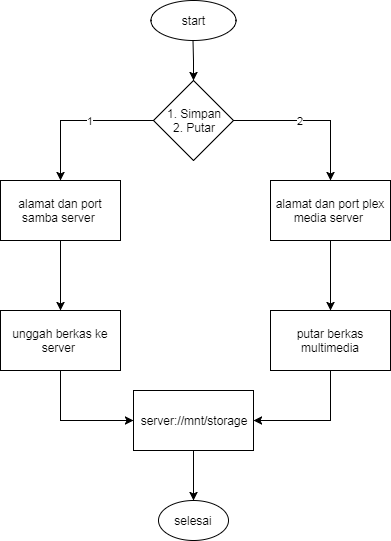 start
1. Simpan
2. Putar
1
2
alamat dan port
samba server
alamat dan port plex
media server
unggah berkas ke
server
putar berkas
multimedia
server://mnt/storage
selesai